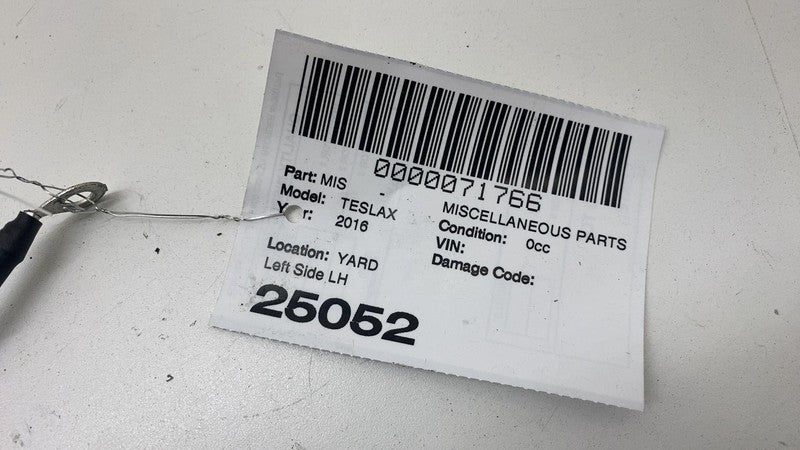 0000071766
Part: MIS - MISCELLANEOUS PARTS
Model: TESLAX Condition: 0cc
Year: 2016 VIN:
Damage Code:
Location: YARD
Left Side LH
25052